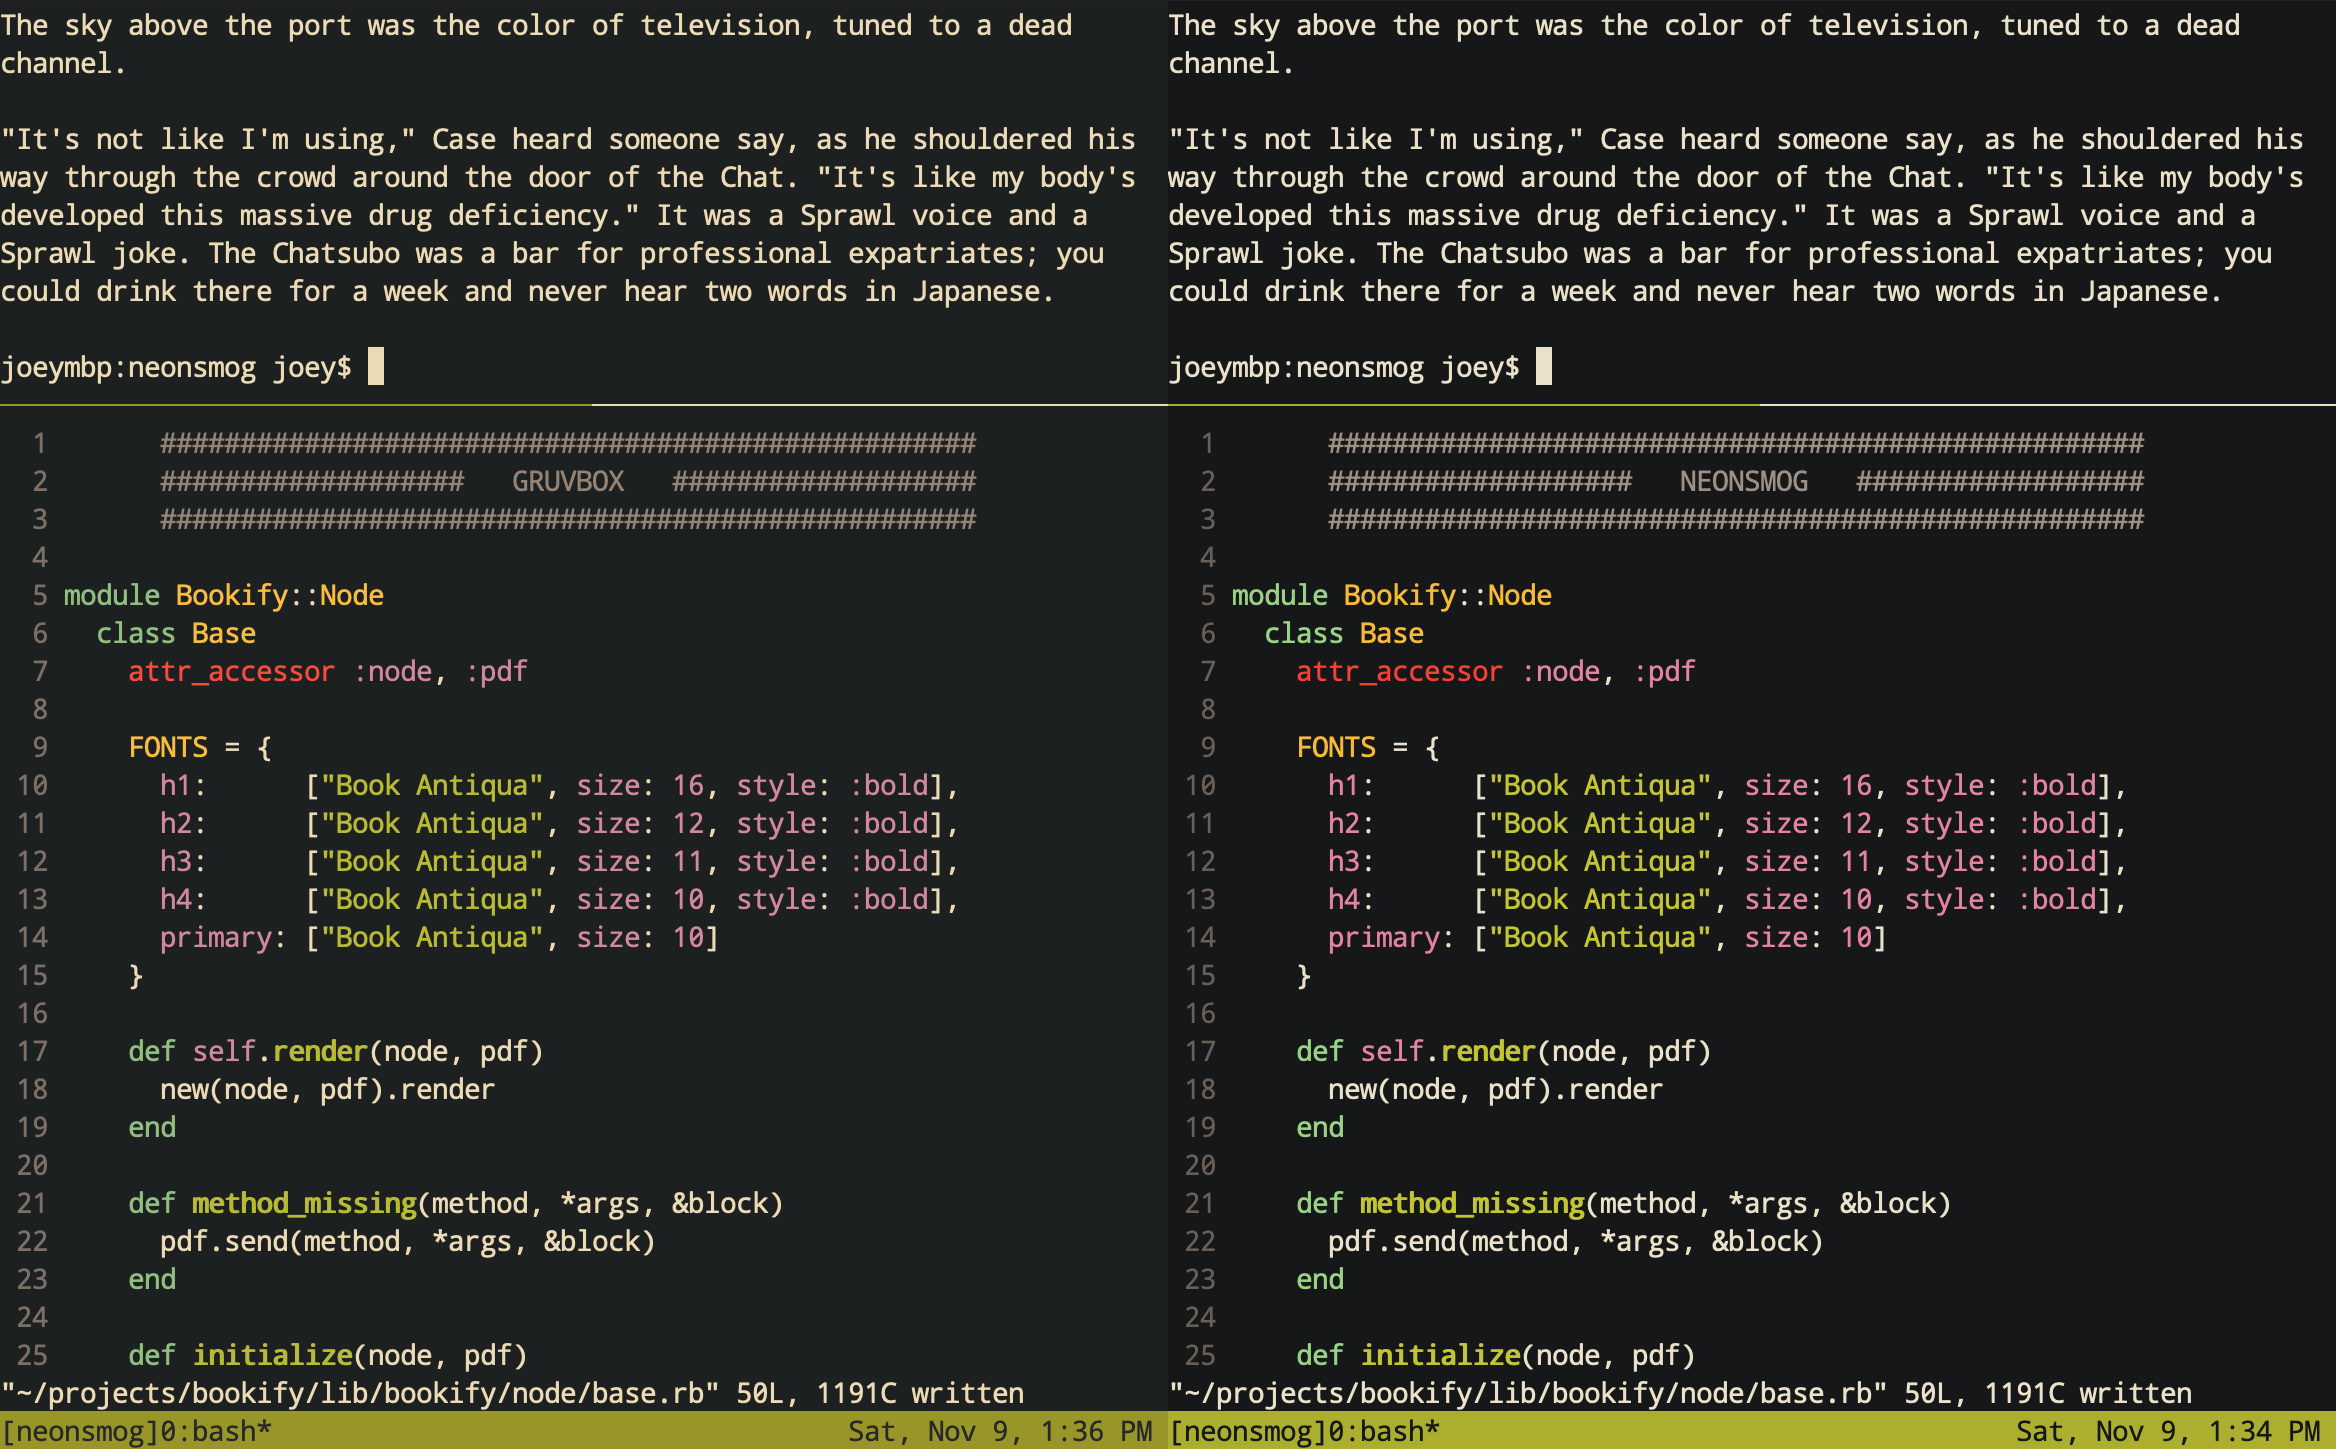 The sky above the port was the color of television, tuned to a dead
channel.

"It's not like I'm using," Case heard someone say, as he shouldered his
way through the crowd around the door of the Chat. "It's like my body's
developed this massive drug deficiency." It was a Sprawl voice and a
Sprawl joke. The Chatsubo was a bar for professional expatriates; you
could drink there for a week and never hear two words in Japanese.

joeymbp:neonsmog joey$
1       ###################################################
2       ###################   GRUVBOX   ###################
3       ###################################################
4
5 module Bookify::Node
6   class Base
7     attr_accessor :node, :pdf
8
9     FONTS = {
10       h1:      ["Book Antiqua", size: 16, style: :bold],
11       h2:      ["Book Antiqua", size: 12, style: :bold],
12       h3:      ["Book Antiqua", size: 11, style: :bold],
13       h4:      ["Book Antiqua", size: 10, style: :bold],
14       primary: ["Book Antiqua", size: 10]
15     }
16
17     def self.render(node, pdf)
18       new(node, pdf).render
19     end
20
21     def method_missing(method, *args, &block)
22       pdf.send(method, *args, &block)
23     end
24
25     def initialize(node, pdf)
"~/projects/bookify/lib/bookify/node/base.rb" 50L, 1191C written
[neonsmog]0:bash* Sat, Nov 9, 1:36 PM
The sky above the port was the color of television, tuned to a dead
channel.

"It's not like I'm using," Case heard someone say, as he shouldered his
way through the crowd around the door of the Chat. "It's like my body's
developed this massive drug deficiency." It was a Sprawl voice and a
Sprawl joke. The Chatsubo was a bar for professional expatriates; you
could drink there for a week and never hear two words in Japanese.

joeymbp:neonsmog joey$
1       ###################################################
2       ###################   NEONSMOG   ##################
3       ###################################################
4
5 module Bookify::Node
6   class Base
7     attr_accessor :node, :pdf
8
9     FONTS = {
10       h1:      ["Book Antiqua", size: 16, style: :bold],
11       h2:      ["Book Antiqua", size: 12, style: :bold],
12       h3:      ["Book Antiqua", size: 11, style: :bold],
13       h4:      ["Book Antiqua", size: 10, style: :bold],
14       primary: ["Book Antiqua", size: 10]
15     }
16
17     def self.render(node, pdf)
18       new(node, pdf).render
19     end
20
21     def method_missing(method, *args, &block)
22       pdf.send(method, *args, &block)
23     end
24
25     def initialize(node, pdf)
"~/projects/bookify/lib/bookify/node/base.rb" 50L, 1191C written
[neonsmog]0:bash* Sat, Nov 9, 1:34 PM